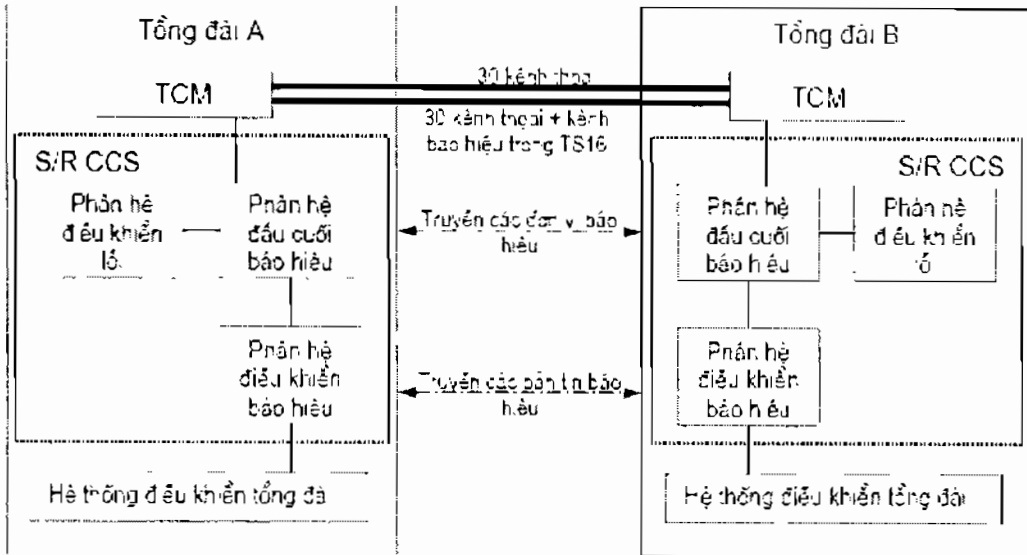 Tổng đài A
Tổng đài B
TCM
30 kênh thoại
TCM
30 kênh thoại + kênh
báo hiệu trong TS16
S/R CCS
S/R CCS
Phân hệ
điều khiển
lỗi
Phân hệ
đầu cuối
báo hiệu
Truyền các đơn vị báo
hiệu
Phân hệ
đầu cuối
báo hiệu
Phân hệ
điều khiển
lỗi
Phân hệ
điều khiển
báo hiệu
Truyền các bản tin báo
hiệu
Phân hệ
điều khiển
báo hiệu
Hệ thống điều khiển tổng đài
Hệ thống điều khiển tổng đài